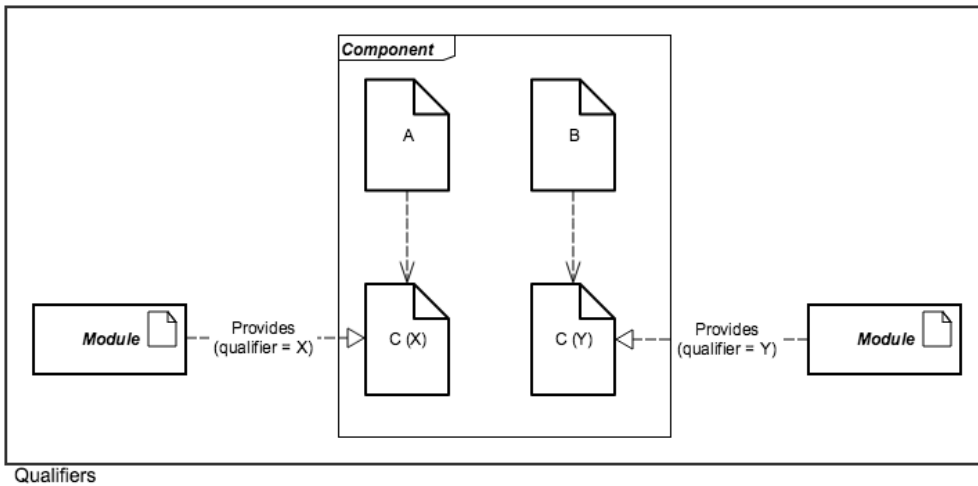 Component
A
B
Module
Provides
(qualifier = X)
C (X)
C (Y)
Provides
(qualifier = Y)
Module
Qualifiers